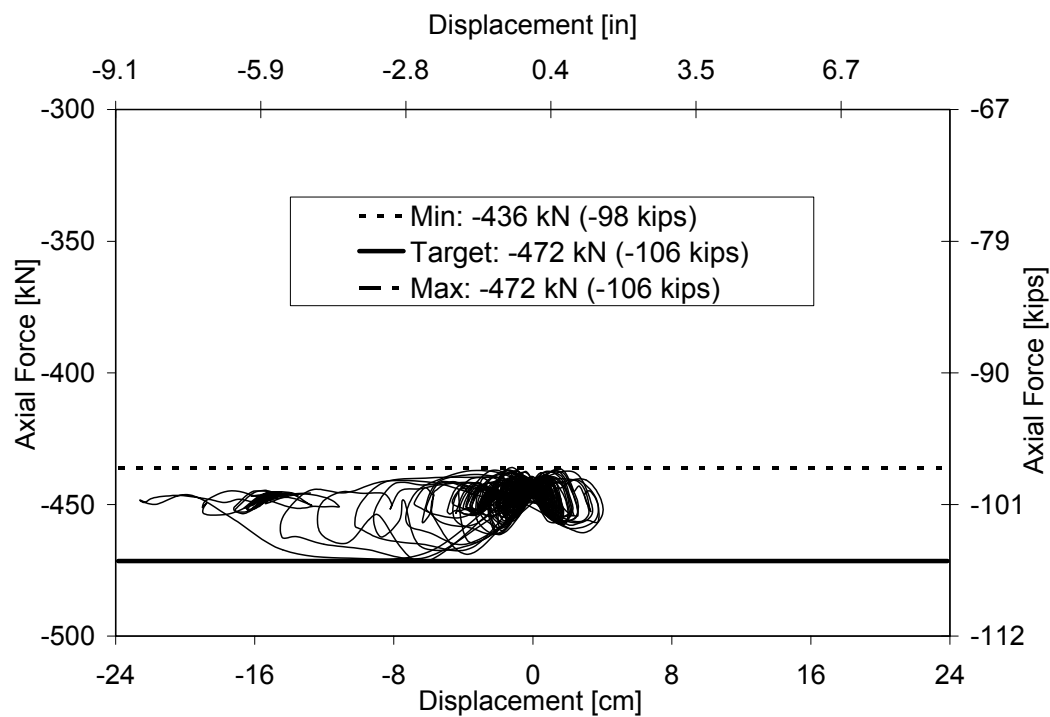 Displacement [in]
-9.1 -5.9 -2.8 0.4 3.5 6.7
-300 -67
Min: -436 kN (-98 kips)
-350 -79
Target: -472 kN (-106 kips)
Max: -472 kN (-106 kips)
Axial Force [kN]
Axial Force [kips]
-400 -90
-450 -101
-500 -112
-24 -16 -8 0 8 16 24
Displacement [cm]